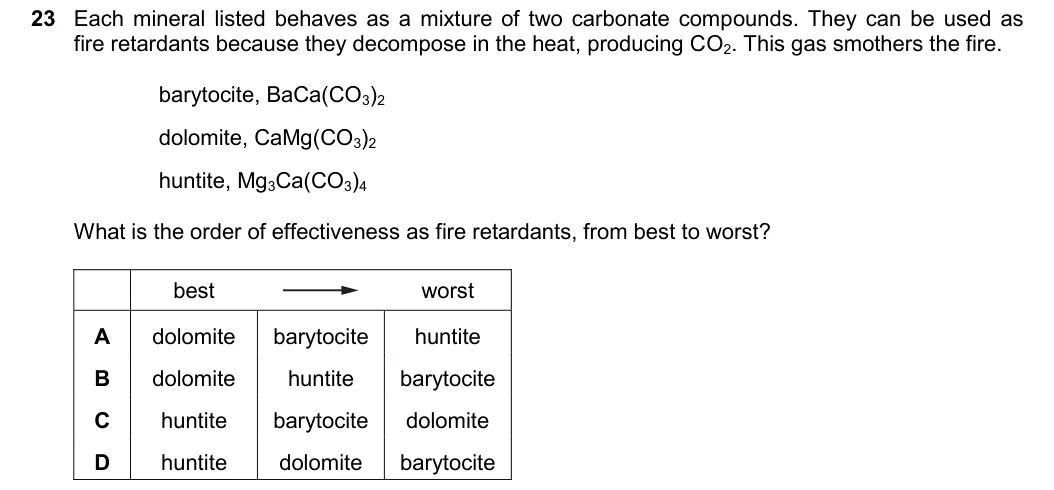 23 Each mineral listed behaves as a mixture of two carbonate compounds. They can be used as
fire retardants because they decompose in the heat, producing CO₂. This gas smothers the fire.
barytocite, BaCa(CO₃)₂
dolomite, CaMg(CO₃)₂
huntite, Mg₃Ca(CO₃)₄
What is the order of effectiveness as fire retardants, from best to worst?
best worst
A dolomite barytocite huntite
B dolomite huntite barytocite
C huntite barytocite dolomite
D huntite dolomite barytocite